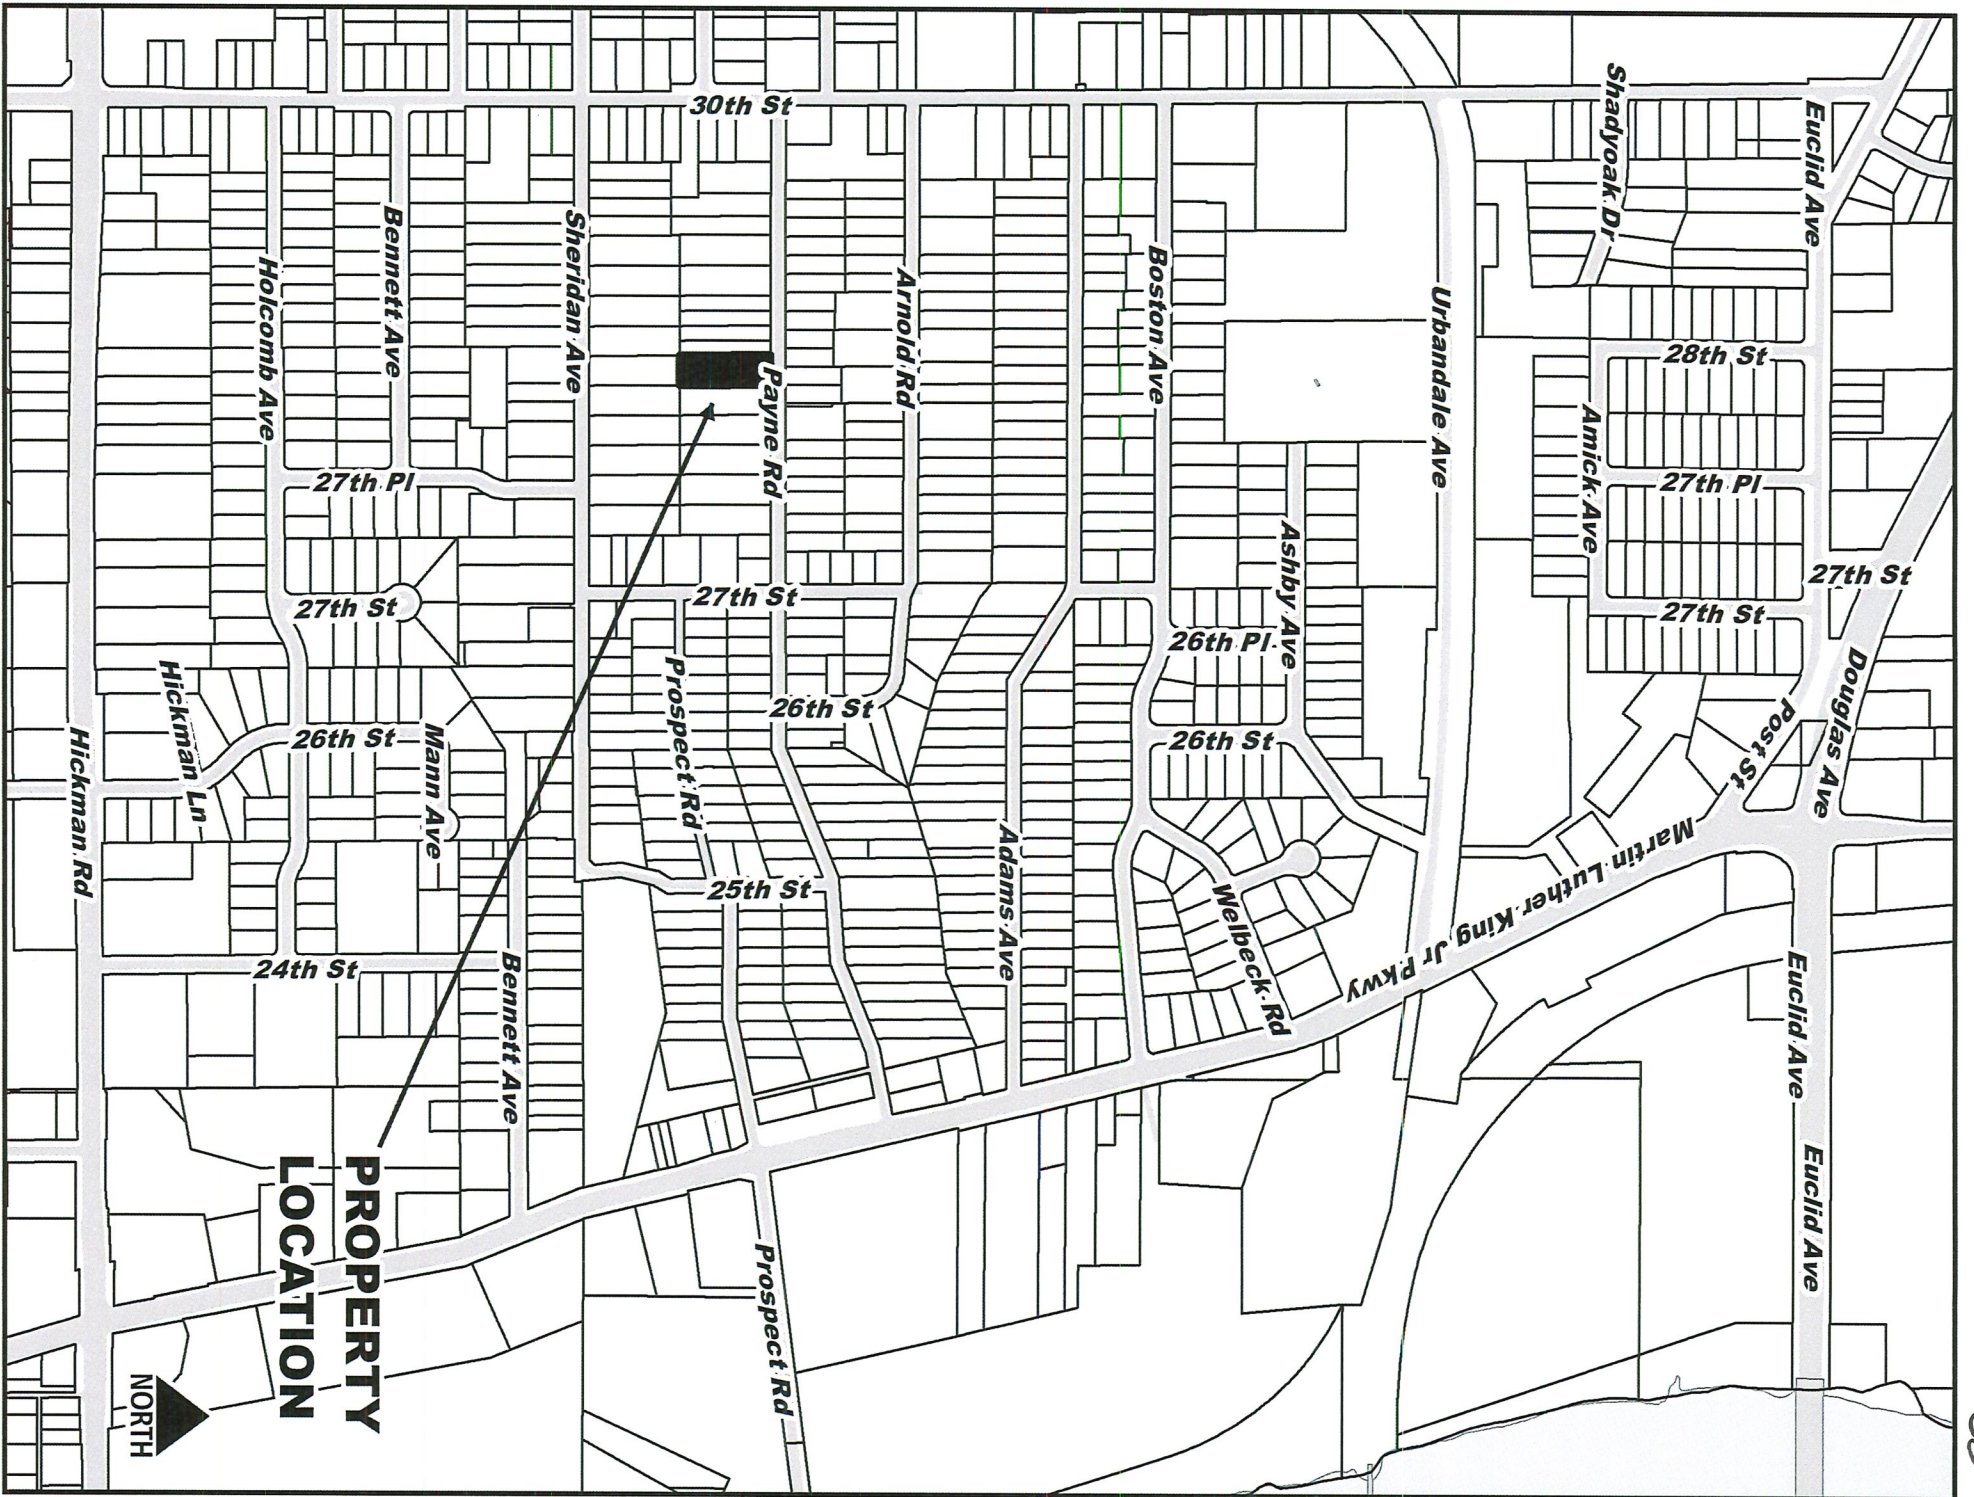 30th St
Shadyoak Dr
Euclid Ave
Bennett Ave
Sheridan Ave
Holcomb Ave
Payne Rd
Arnold Rd
Boston Ave
Urbandale Ave
28th St
Amick Ave
27th Pl
27th Pl
27th St
27th St
27th St
27th St
Ashby Ave
26th Pl
Douglas Ave
Post St
Hickman Ln
Hickman Rd
26th St
Mann Ave
Prospect Rd
26th St
26th St
Adams Ave
25th St
Welbeck Rd
Martin Luther King Jr Pkwy
24th St
Bennett Ave
Euclid Ave
Euclid Ave
Prospect Rd
PROPERTY
LOCATION
NORTH